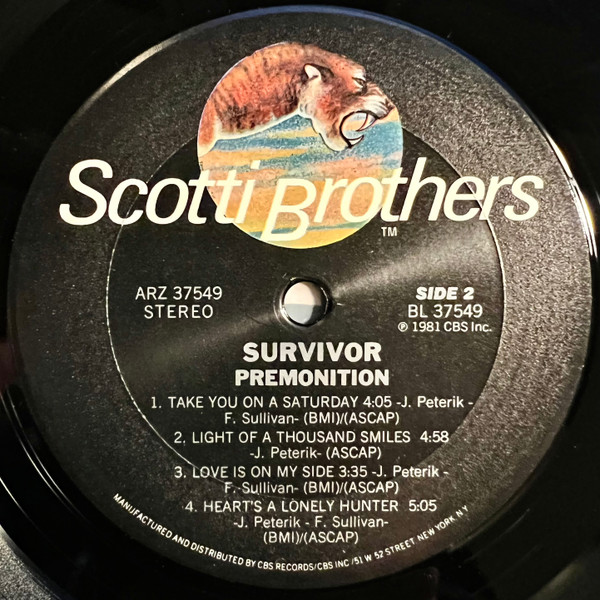 Scotti Brothers
TM
ARZ 37549
STEREO
SIDE 2
BL 37549
℗ 1981 CBS Inc.
SURVIVOR
PREMONITION
1. TAKE YOU ON A SATURDAY 4:05 -J. Peterik -
F. Sullivan- (BMI)/(ASCAP)
2. LIGHT OF A THOUSAND SMILES 4:58
-J. Peterik- (ASCAP)
3. LOVE IS ON MY SIDE 3:35 -J. Peterik -
F. Sullivan- (BMI)/(ASCAP)
4. HEART'S A LONELY HUNTER 5:05
-J. Peterik - F. Sullivan-
(BMI)/(ASCAP)
MANUFACTURED AND DISTRIBUTED BY CBS RECORDS/CBS INC /51 W 52 STREET, NEW YORK, N Y